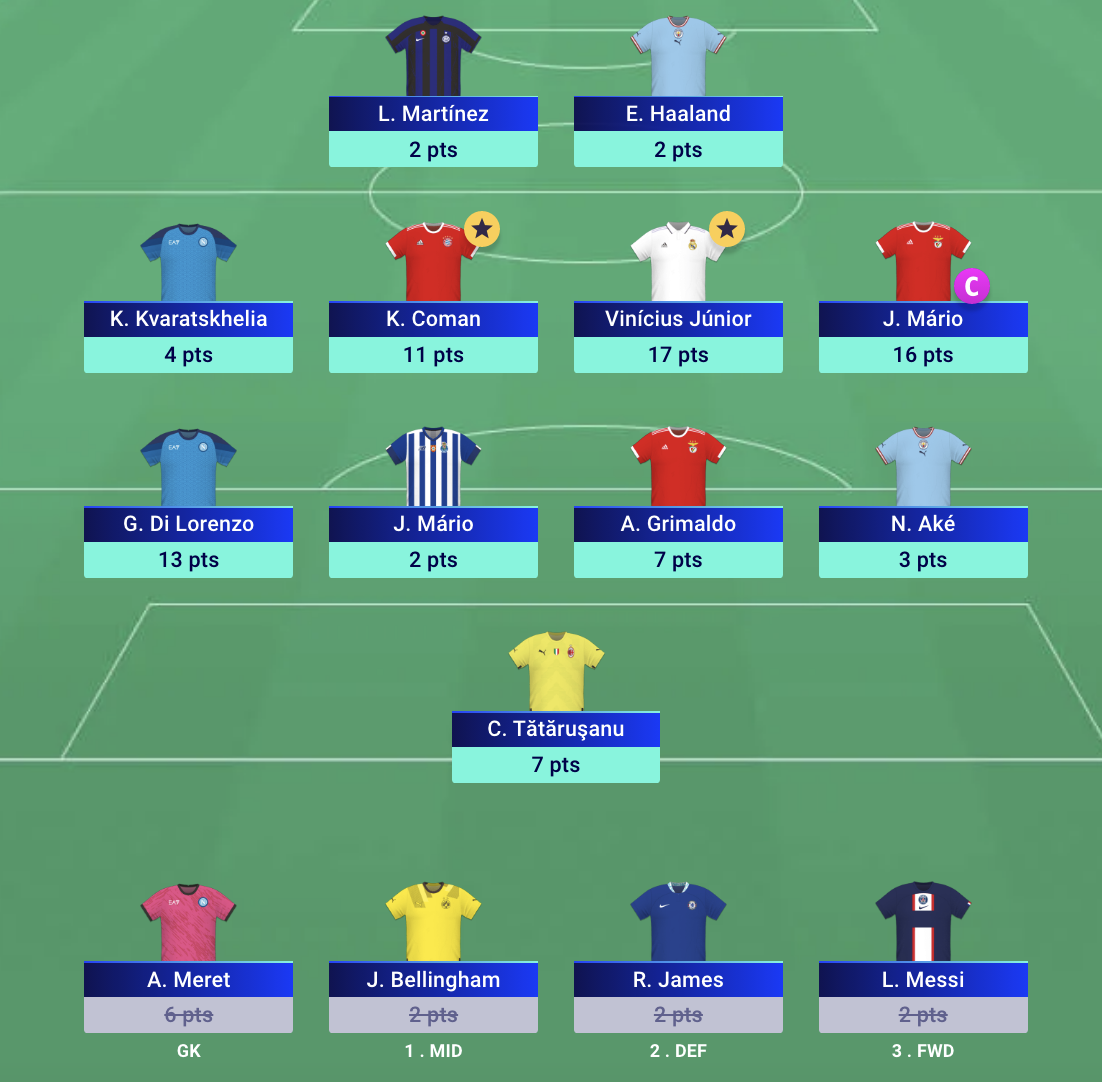 L. Martínez
E. Haaland
2 pts
2 pts
K. Kvaratskhelia
K. Coman
Vinícius Júnior
C
J. Mário
4 pts
11 pts
17 pts
16 pts
G. Di Lorenzo
J. Mário
A. Grimaldo
N. Aké
13 pts
2 pts
7 pts
3 pts
C. Tătăruşanu
7 pts
A. Meret
J. Bellingham
R. James
L. Messi
6 pts
2 pts
2 pts
2 pts
GK
1 . MID
2 . DEF
3 . FWD